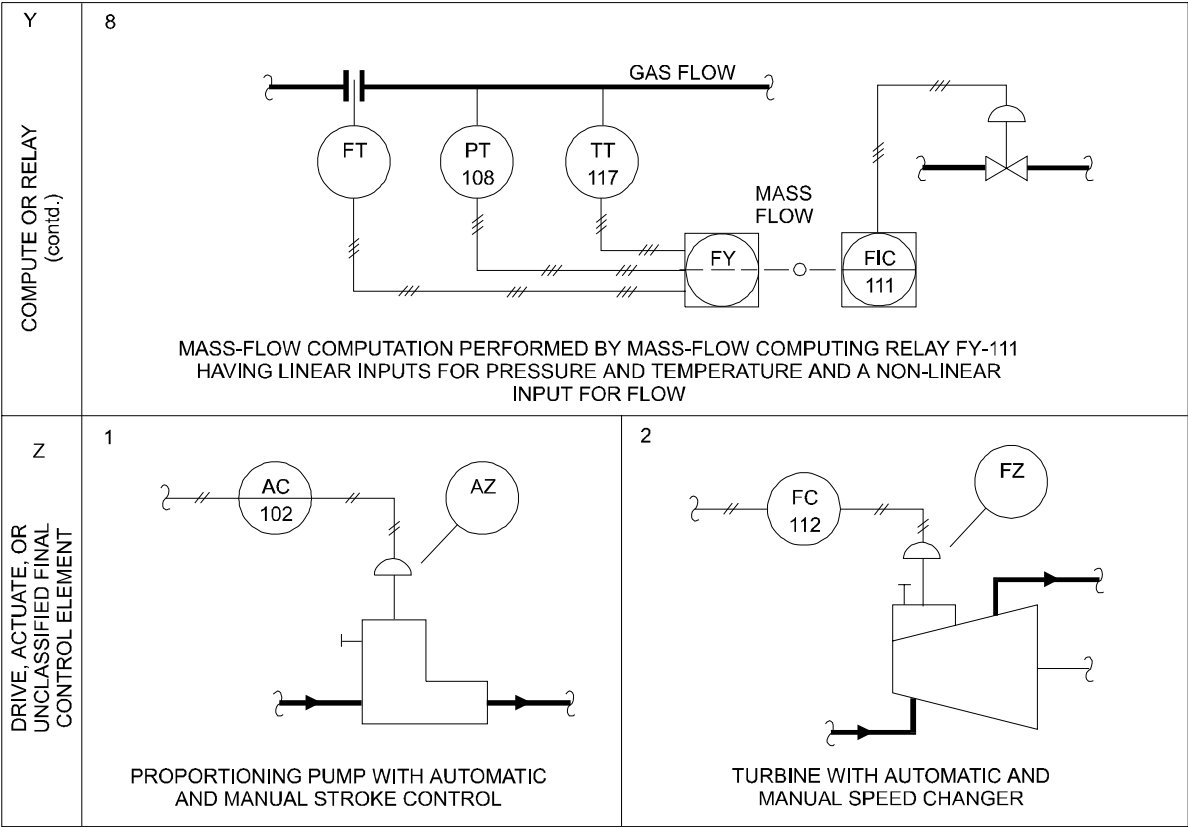 Y
8
COMPUTE OR RELAY
(contd.)
GAS FLOW
FT
PT
108
TT
117
MASS
FLOW
FY
FIC
111
MASS-FLOW COMPUTATION PERFORMED BY MASS-FLOW COMPUTING RELAY FY-111
HAVING LINEAR INPUTS FOR PRESSURE AND TEMPERATURE AND A NON-LINEAR
INPUT FOR FLOW
Z
DRIVE, ACTUATE, OR
UNCLASSIFIED FINAL
CONTROL ELEMENT
1
AC
102
AZ
PROPORTIONING PUMP WITH AUTOMATIC
AND MANUAL STROKE CONTROL
2
FC
112
FZ
TURBINE WITH AUTOMATIC AND
MANUAL SPEED CHANGER